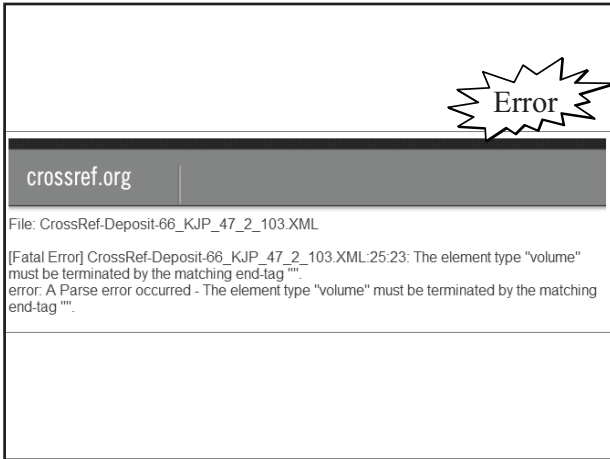 Error
crossref.org
File: CrossRef-Deposit-66_KJP_47_2_103.XML
[Fatal Error] CrossRef-Deposit-66_KJP_47_2_103.XML:25:23: The element type "volume"
must be terminated by the matching end-tag "".
error: A Parse error occurred - The element type "volume" must be terminated by the matching
end-tag "".